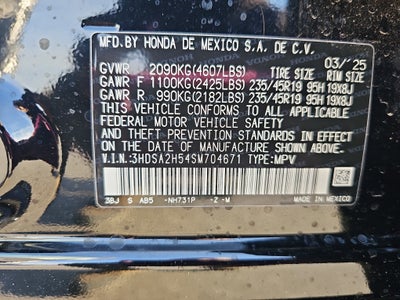 MFD.BY HONDA DE MEXICO S.A. DE C.V.
03/'25
GVWR 2090KG(4607LBS) TIRE SIZE RIM SIZE
GAWR F 1100KG(2425LBS) 235/45R19 95H 19X8J
GAWR R 990KG(2182LBS) 235/45R19 95H 19X8J
THIS VEHICLE CONFORMS TO ALL APPLICABLE
FEDERAL MOTOR VEHICLE SAFETY AND
THEFT PREVENTION STANDARDS IN EFFECT ON
THE DATE OF MANUFACTURE SHOWN ABOVE.
V.I.N:3HDSA2H54SM704671 TYPE:MPV
3BJ S AB5 -NH731P -Z -M MADE IN MEXICO